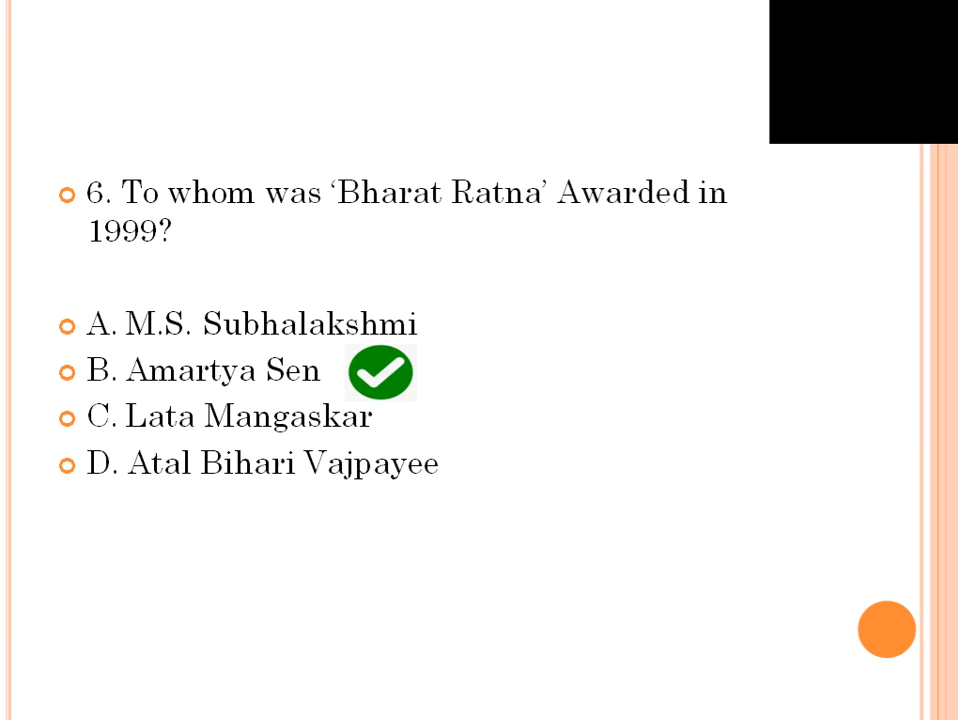 6. To whom was ‘Bharat Ratna’ Awarded in
1999?
A. M.S. Subhalakshmi
B. Amartya Sen
C. Lata Mangaskar
D. Atal Bihari Vajpayee